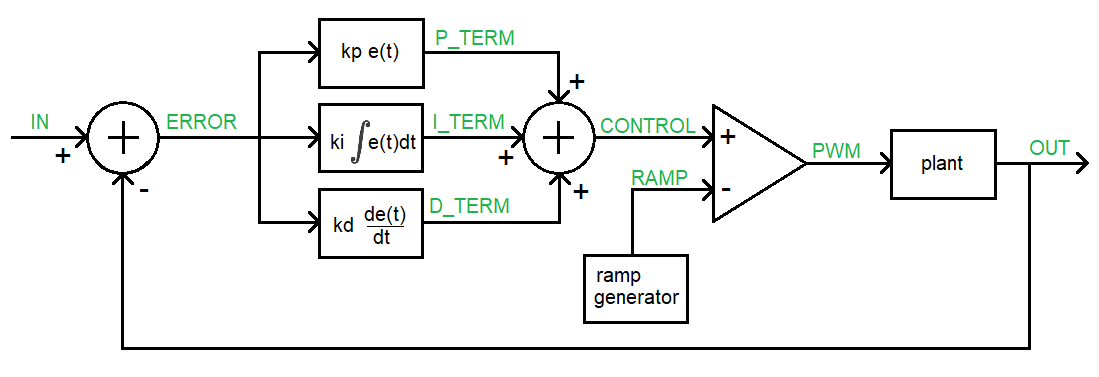 kp e(t)
P_TERM
+
IN
+
+
-
ERROR
ki ∫e(t)dt
I_TERM
+
+
CONTROL
+
-
RAMP
PWM
plant
OUT
kd de(t)
dt
D_TERM
ramp
generator